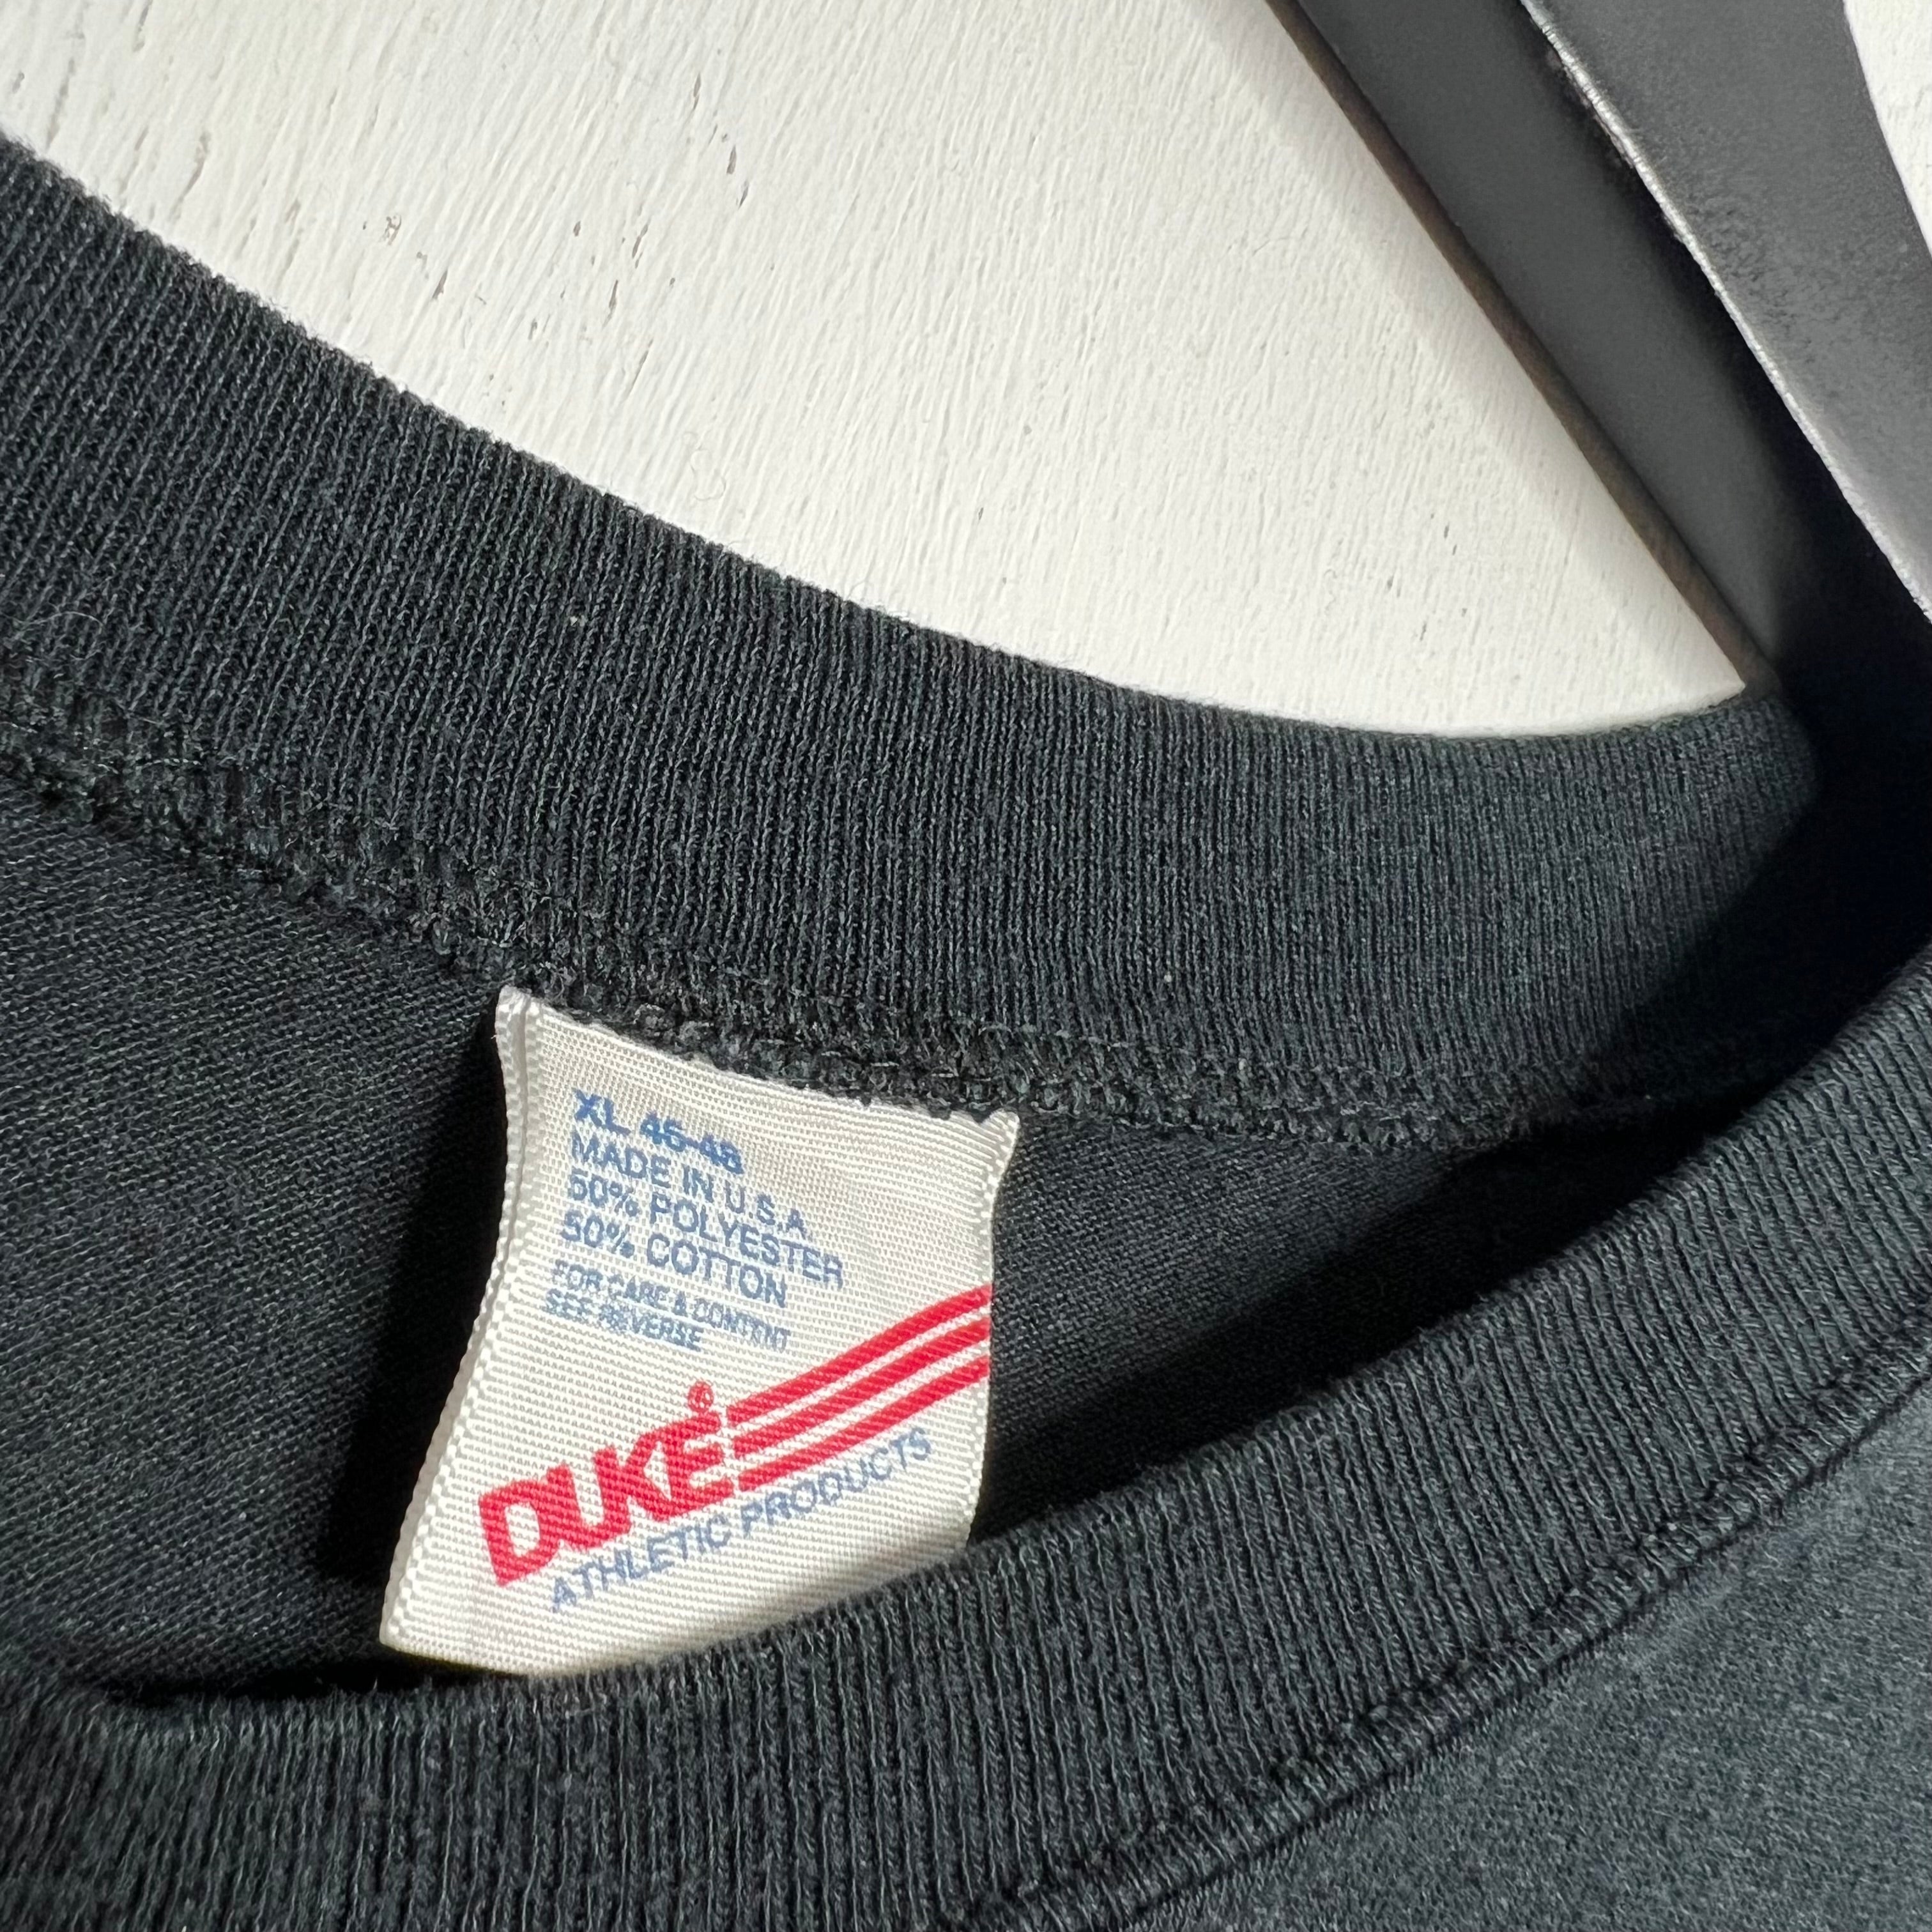 XL 46-48
MADE IN U.S.A
50% POLYESTER
50% COTTON
FOR CARE & CONTENT
SEE REVERSE
DUKE®
ATHLETIC PRODUCTS